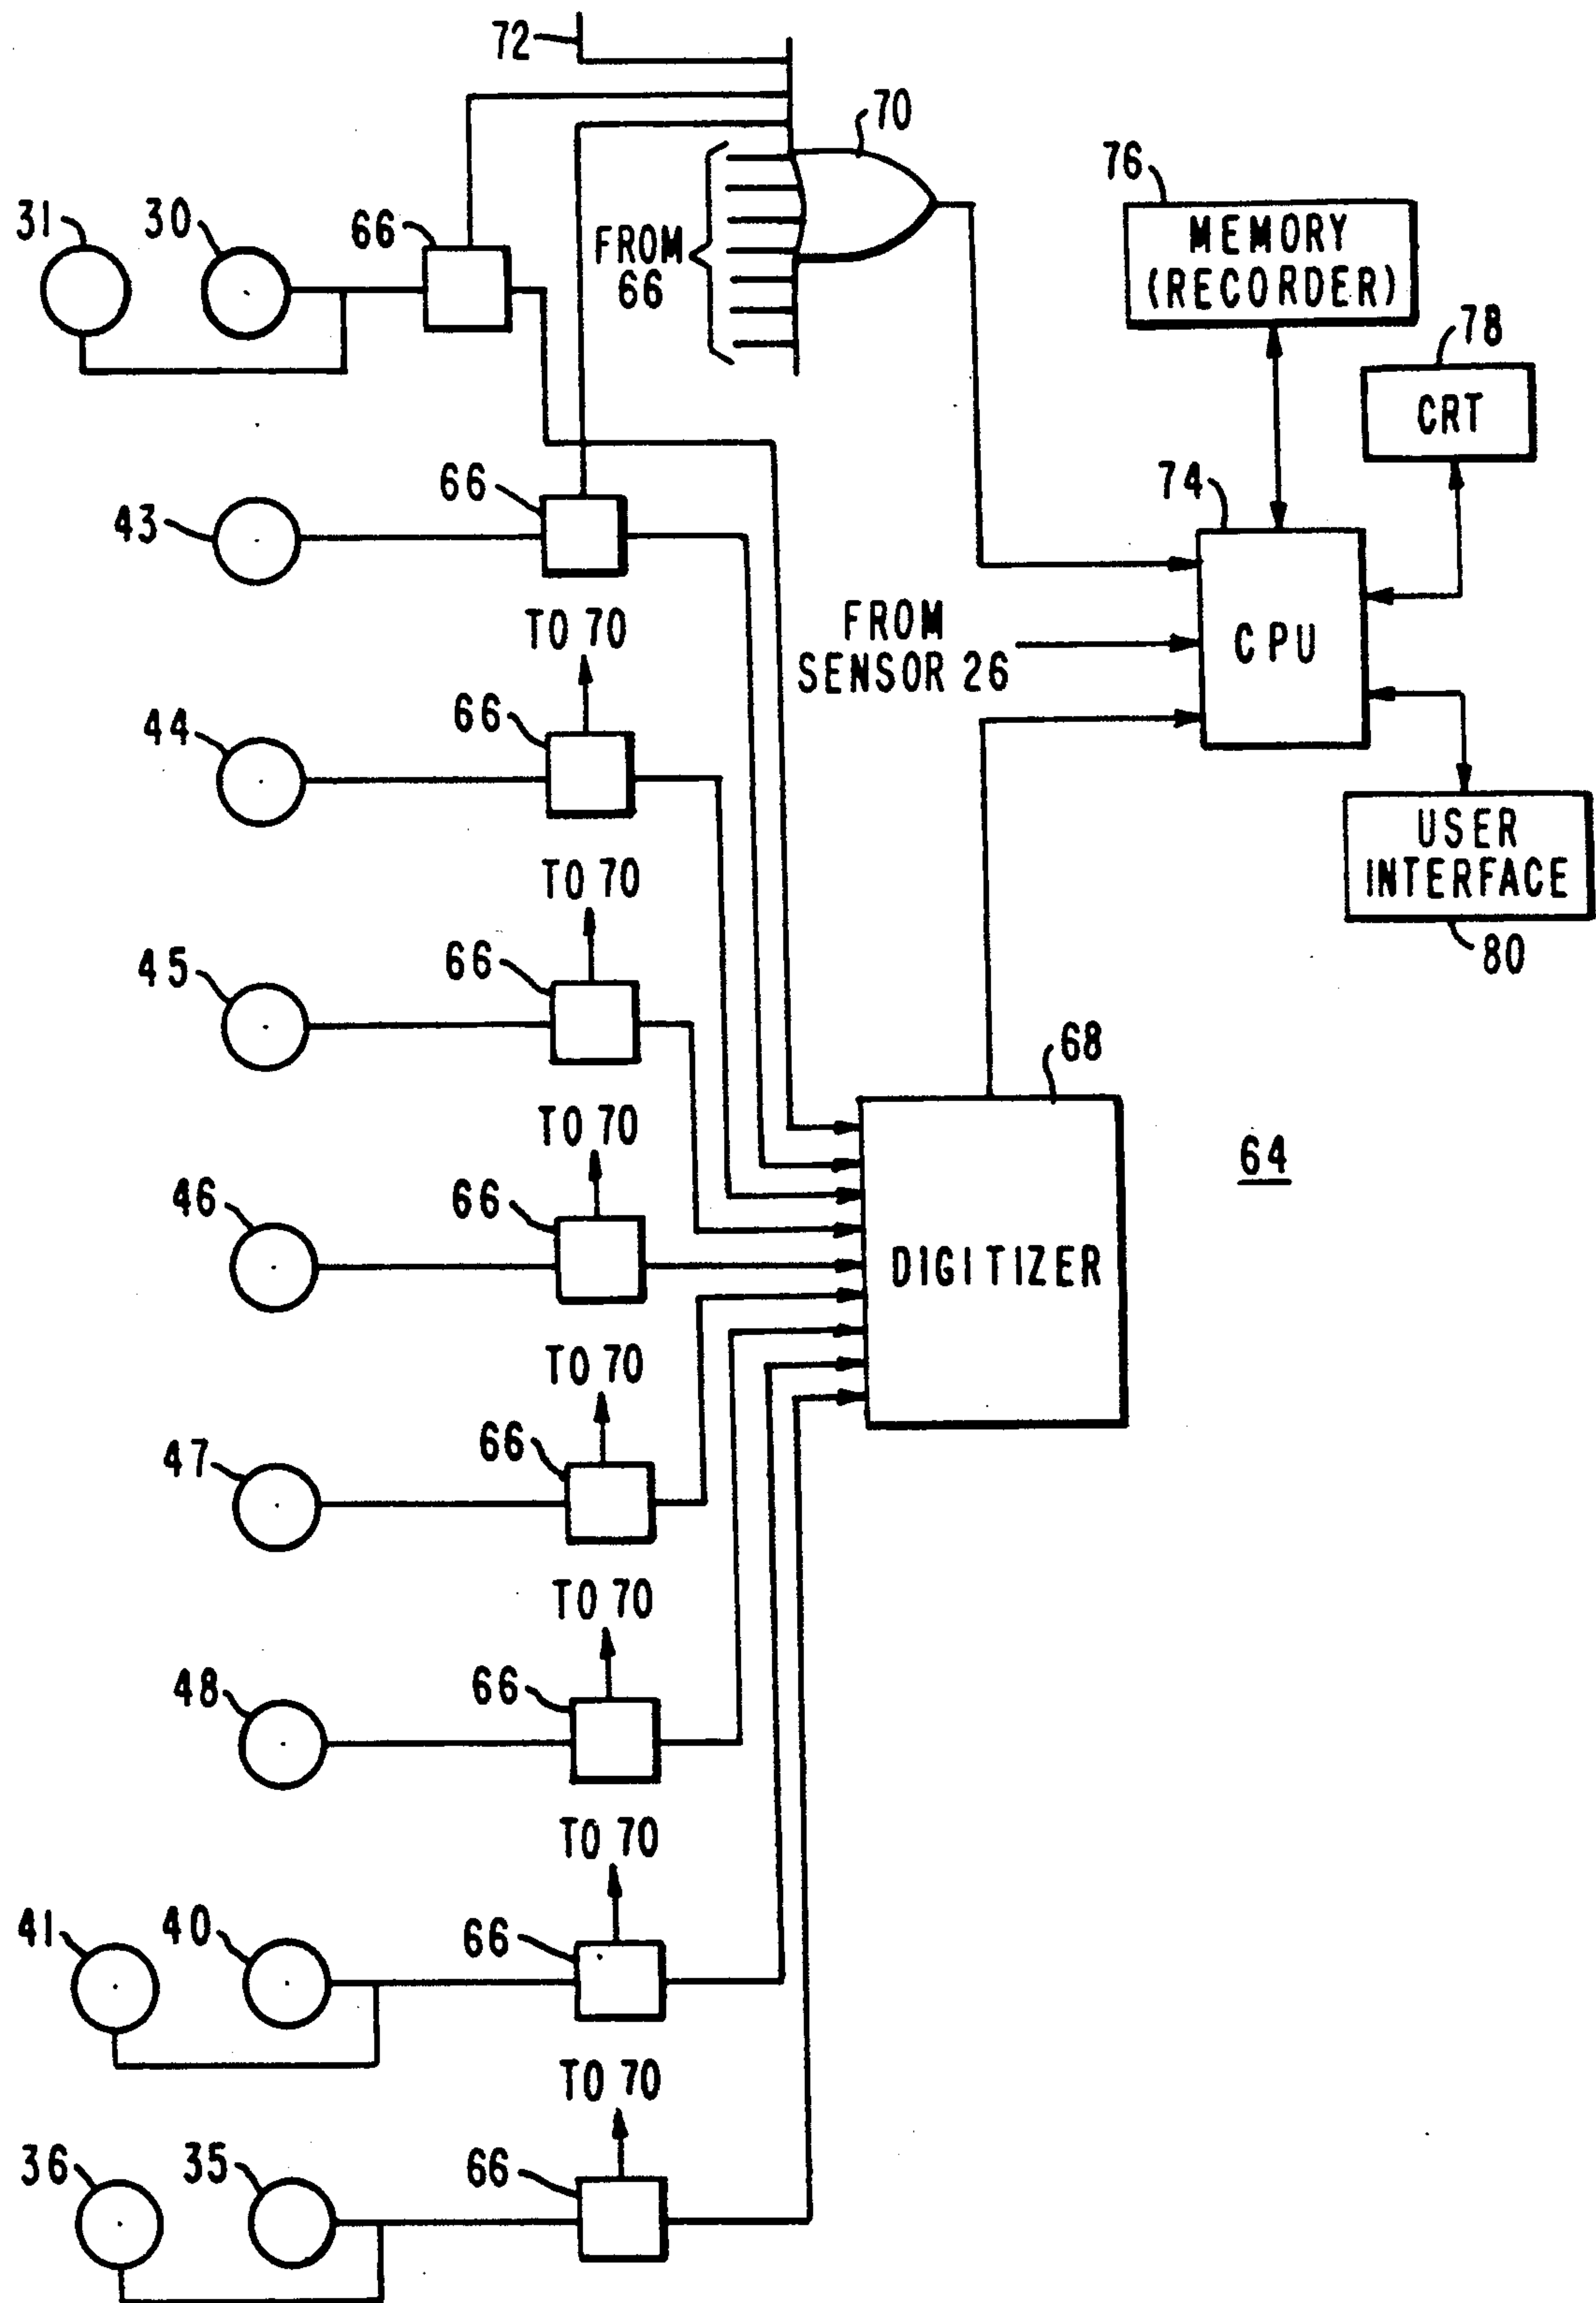 72
70
76
MEMORY
(RECORDER)
31
30
66
FROM
66
78
CRT
74
43
66
TO 70
FROM
SENSOR 26
CPU
44
66
TO 70
USER
INTERFACE
80
45
66
TO 70
68
64
46
66
DIGITIZER
TO 70
47
66
TO 70
48
66
TO 70
41
40
66
TO 70
36
35
66